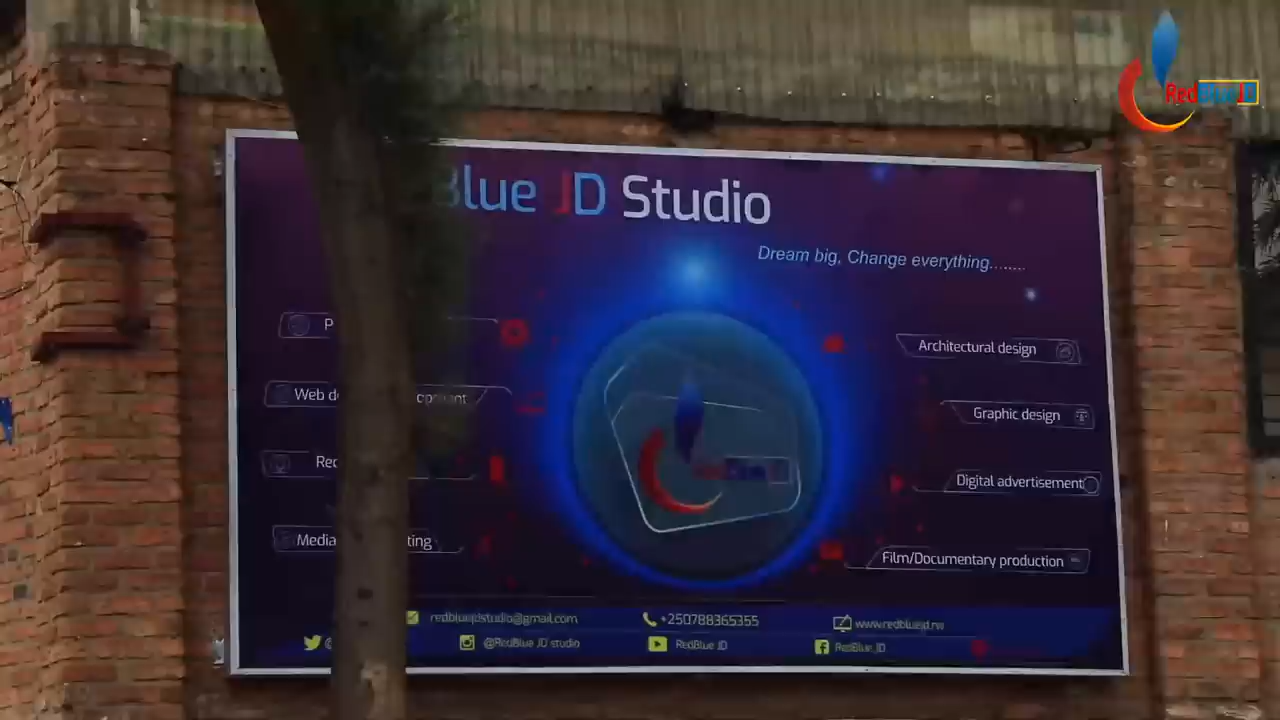 RedBlue JD
Blue JD Studio
Dream big, Change everything.......
Architectural design
Web
Graphic design
Digital advertisement
Media
Film/Documentary production
redbluejdstudio@gmail.com
+250788365355
www.redbluejd.rw
@RedBlue JD studio
RedBlue JD
RedBlue JD